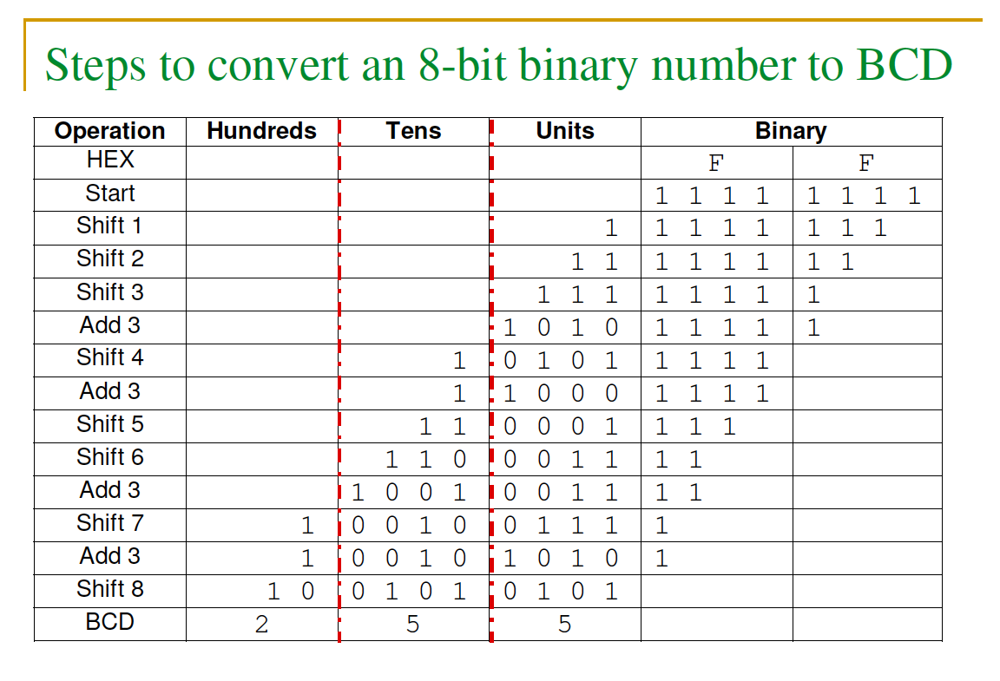 Steps to convert an 8-bit binary number to BCD
Operation Hundreds Tens Units Binary
HEX F F
Start 1 1 1 1 1 1 1 1
Shift 1 1 1 1 1 1 1 1 1
Shift 2 1 1 1 1 1 1 1 1
Shift 3 1 1 1 1 1 1 1 1
Add 3 1 0 1 0 1 1 1 1 1
Shift 4 1 0 1 0 1 1 1 1 1
Add 3 1 1 0 0 0 1 1 1 1
Shift 5 1 1 0 0 0 1 1 1 1
Shift 6 1 1 0 0 0 1 1 1 1
Add 3 1 0 0 1 0 0 1 1 1 1
Shift 7 1 0 0 1 0 0 1 1 1 1
Add 3 1 0 0 1 0 1 0 1 0 1
Shift 8 1 0 0 1 0 1 0 1 0 1
BCD 2 5 5